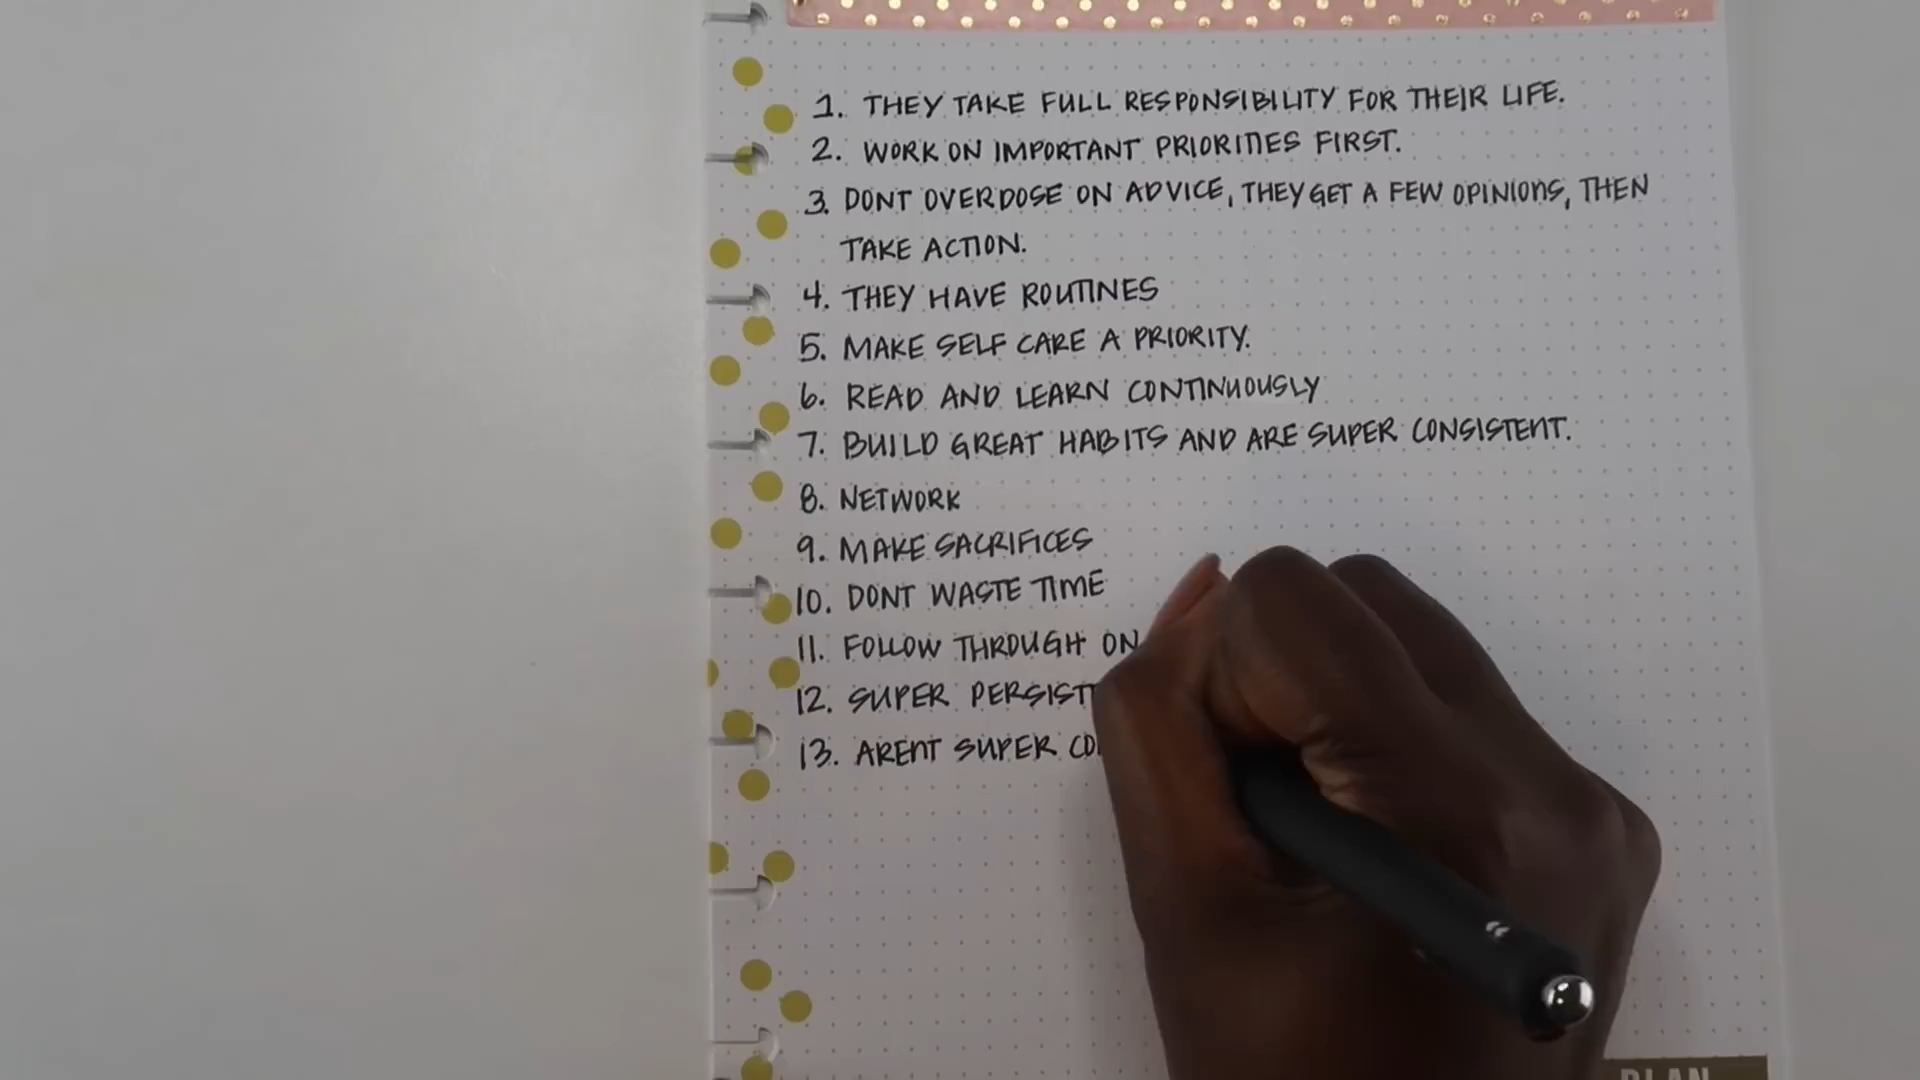 1. THEY TAKE FULL RESPONSIBILITY FOR THEIR LIFE.
2. WORK ON IMPORTANT PRIORITIES FIRST.
3. DONT OVERDOSE ON ADVICE, THEY GET A FEW OPINIONS, THEN
TAKE ACTION.
4. THEY HAVE ROUTINES
5. MAKE SELF CARE A PRIORITY.
6. READ AND LEARN CONTINUOUSLY
7. BUILD GREAT HABITS AND ARE SUPER CONSISTENT.
8. NETWORK
9. MAKE SACRIFICES
10. DONT WASTE TIME
11. FOLLOW THROUGH ON
12. SUPER
13. ARENT SUPER
PLAN